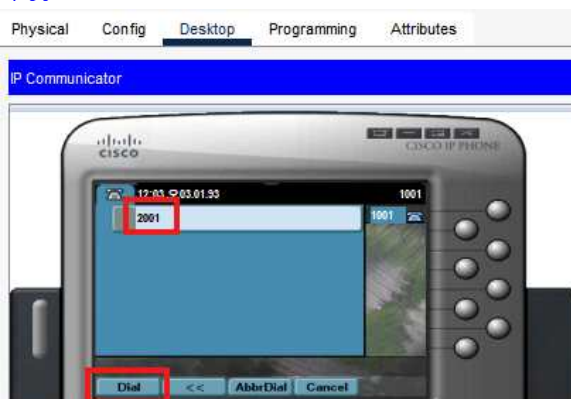 Physical Config Desktop Programming Attributes
IP Communicator
CISCO
CISCO IP PHONE
12:03 03.01.93 1001
2001
1001
Dial << AbbrDial Cancel